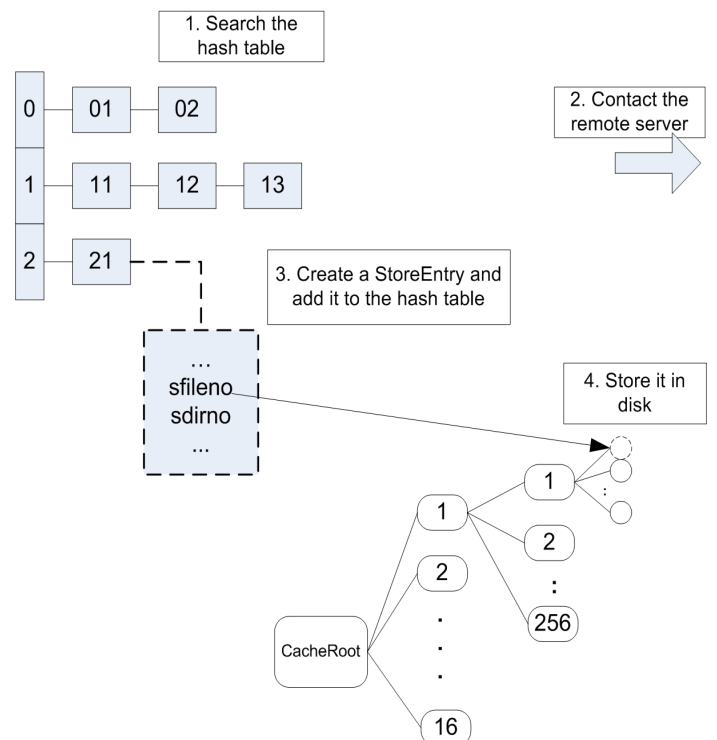 1. Search the
hash table
0
01
02
2. Contact the
remote server
1
11
12
13
2
21
3. Create a StoreEntry and
add it to the hash table
...
sfileno
sdirno
...
4. Store it in
disk
1
:
1
2
2
:
256
.
.
.
CacheRoot
16